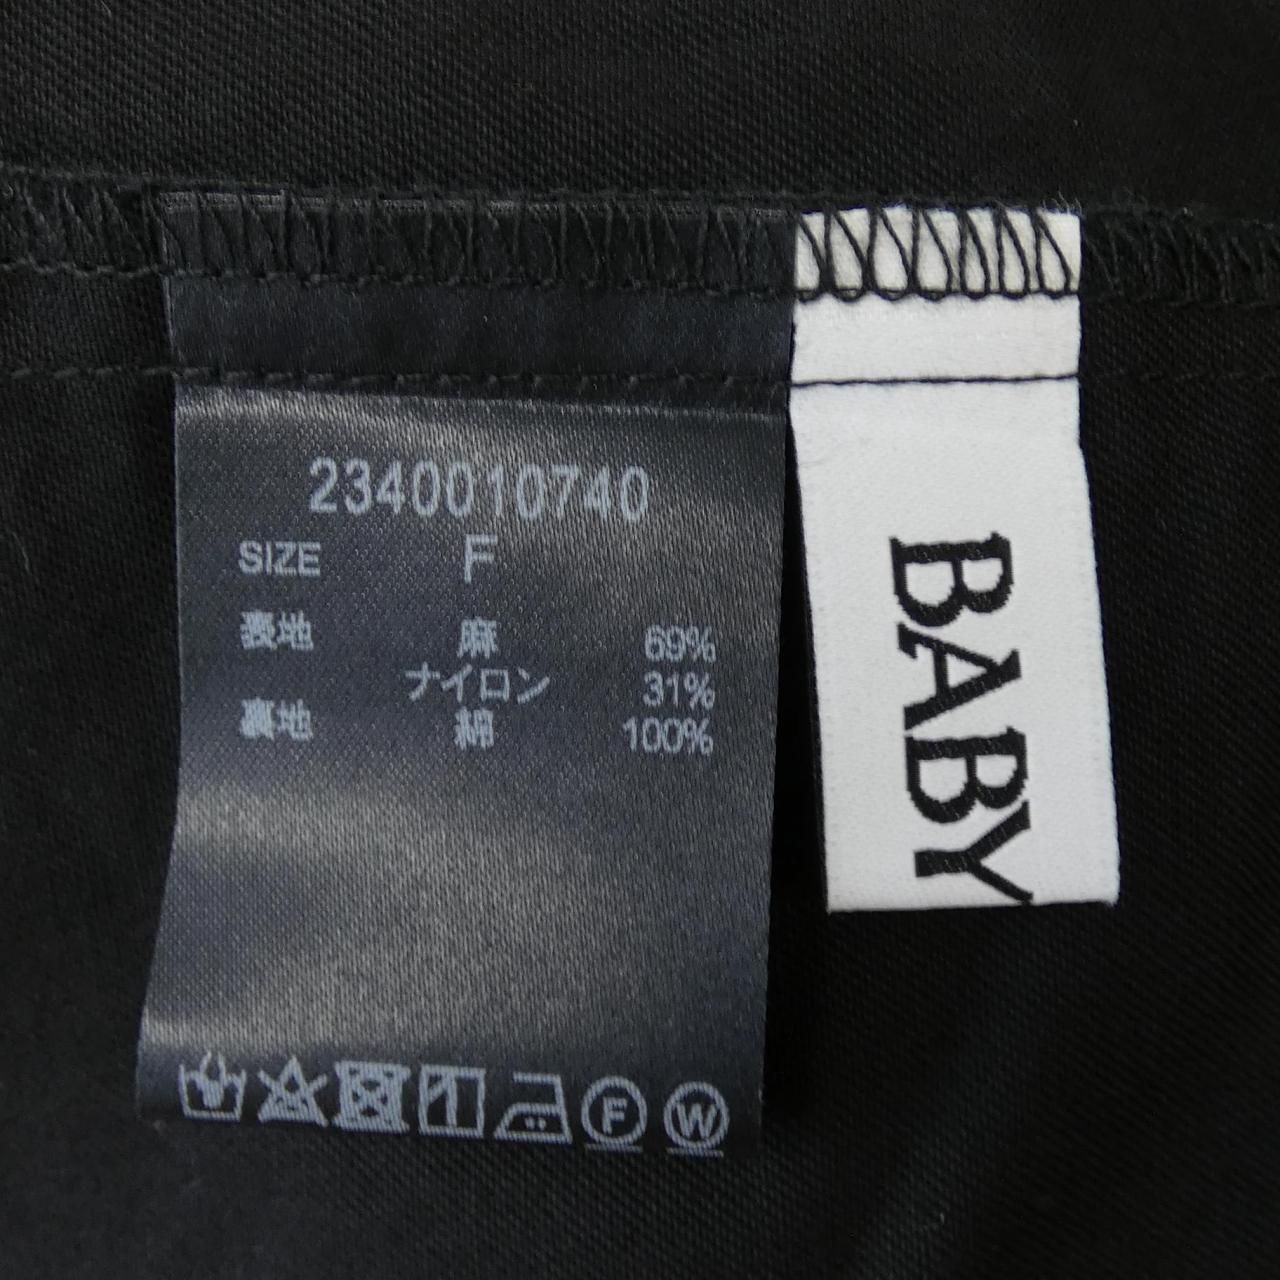 2340010740
SIZE F
表地 麻 69%
ナイロン 31%
裏地 綿 100%
F W
BABY